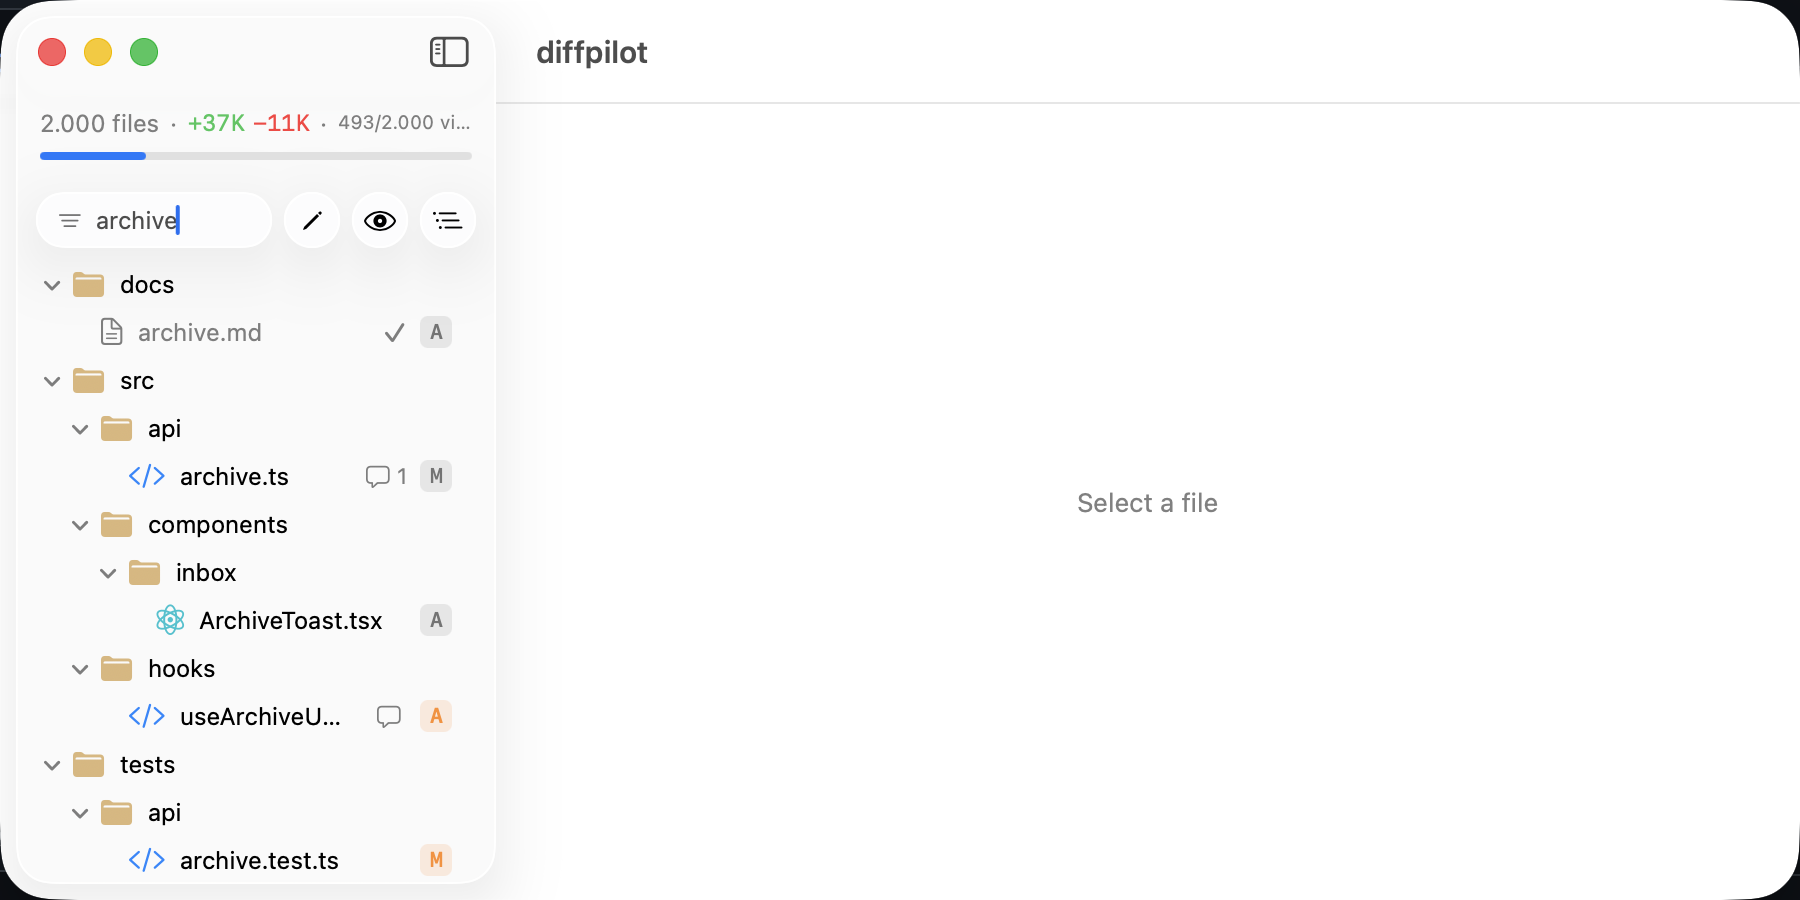 diffpilot
2.000 files · +37K −11K · 493/2.000 vi...
archive
docs
archive.md A
src
api
archive.ts 1 M
components
inbox
ArchiveToast.tsx A
hooks
useArchiveU... A
tests
api
archive.test.ts M
Select a file